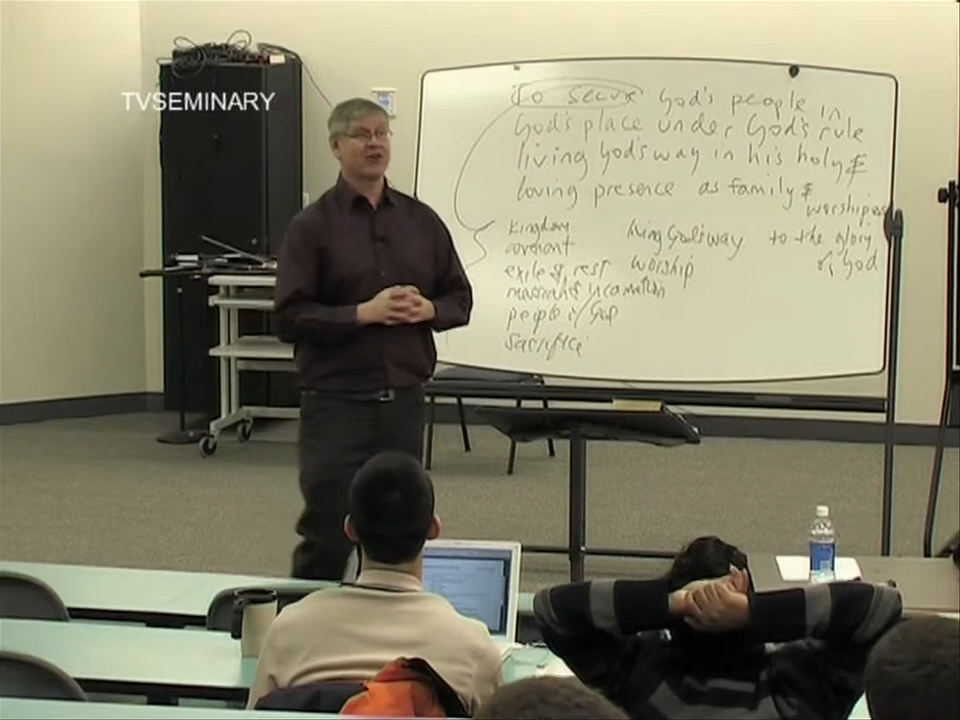 TVSEMINARY
To secure God's people in
God's place under God's rule
living God's way in his holy &
loving presence as family &
worship
kingdom living God's way to the glory
covenant of God
exile & rest worship
incarnation
people of God
sacrifice